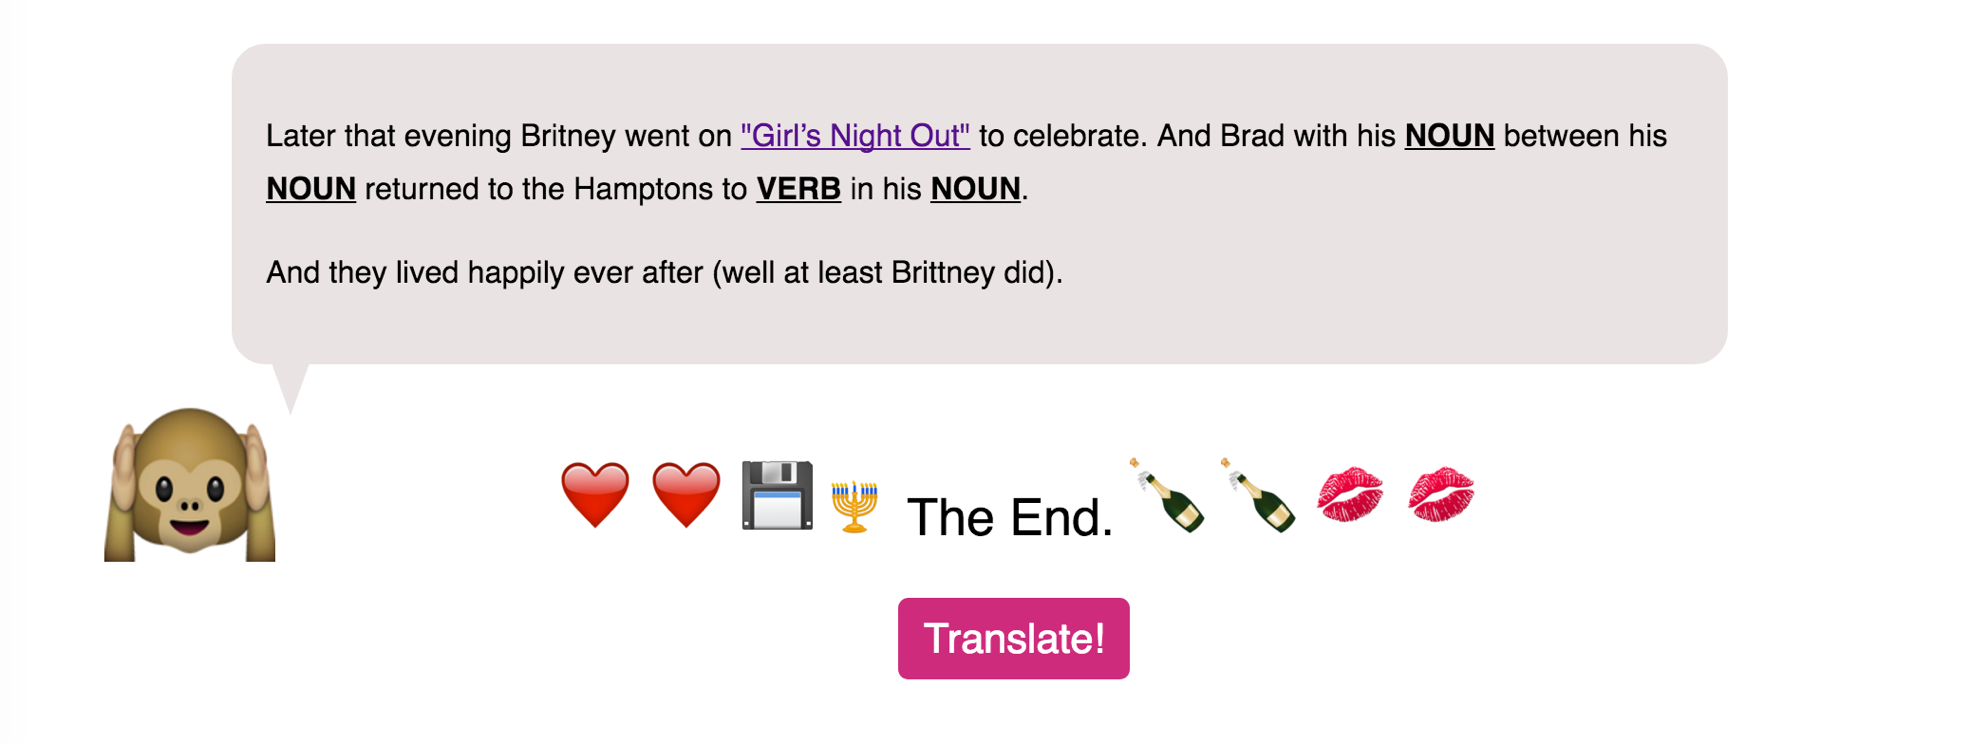 Later that evening Britney went on "Girl’s Night Out" to celebrate. And Brad with his NOUN between his
NOUN returned to the Hamptons to VERB in his NOUN.
And they lived happily ever after (well at least Brittney did).
The End.
Translate!